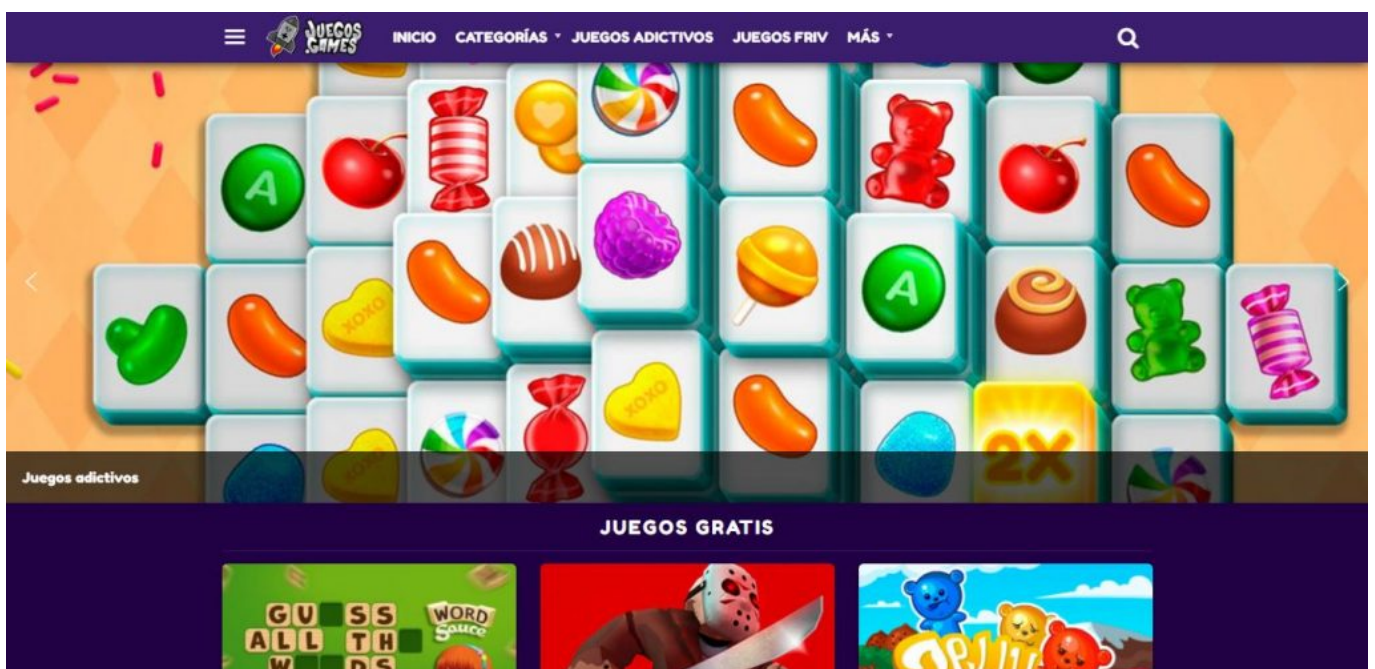 JUEGOS
GAMES
INICIO
CATEGORÍAS
JUEGOS ADICTIVOS
JUEGOS FRIV
MÁS
A
XOXO
A
XOXO
XOXO
2X
Juegos adictivos
JUEGOS GRATIS
GU SS
ALL TH
W DS
WORD
Sauce